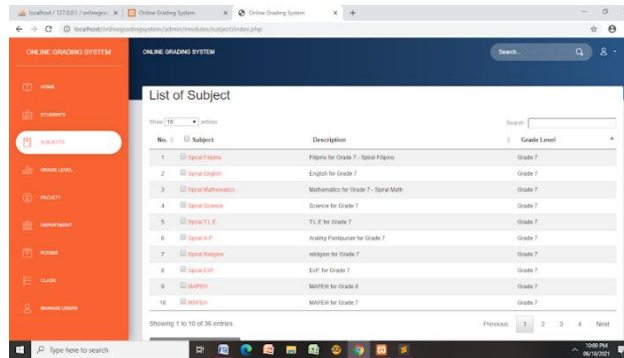 localhost / 127.0.0.1 / onlinegra
Online Grading System
Online Grading System
localhost/onlinegradingsystem/admin/modules/subject/index.php
ONLINE GRADING SYSTEM
ONLINE GRADING SYSTEM
Search...
HOME
STUDENTS
SUBJECTS
GRADE LEVEL
FACULTY
DEPARTMENT
ROOMS
CLASS
MANAGE USERS
List of Subject
Show 10 entries
Search:
No. Subject Description Grade Level
1 Spiral Filipino Filipino for Grade 7 - Spiral Filipino Grade 7
2 Spiral English English for Grade 7 Grade 7
3 Spiral Mathematics Mathematics for Grade 7 - Spiral Math Grade 7
4 Spiral Science Science for Grade 7 Grade 7
5 Spiral T.L.E T.L.E for Grade 7 Grade 7
6 Spiral A.P Araling Panlipunan for Grade 7 Grade 7
7 Spiral Religion religion for Grade 7 Grade 7
8 Spiral EsP EsP for Grade 7 Grade 7
9 MAPEH MAPEH for Grade 8 Grade 7
10 MAPEH MAPEH for Grade 7 Grade 7
Showing 1 to 10 of 36 entries
Previous 1 2 3 4 Next
Type here to search
10:09 PM
06/10/2021